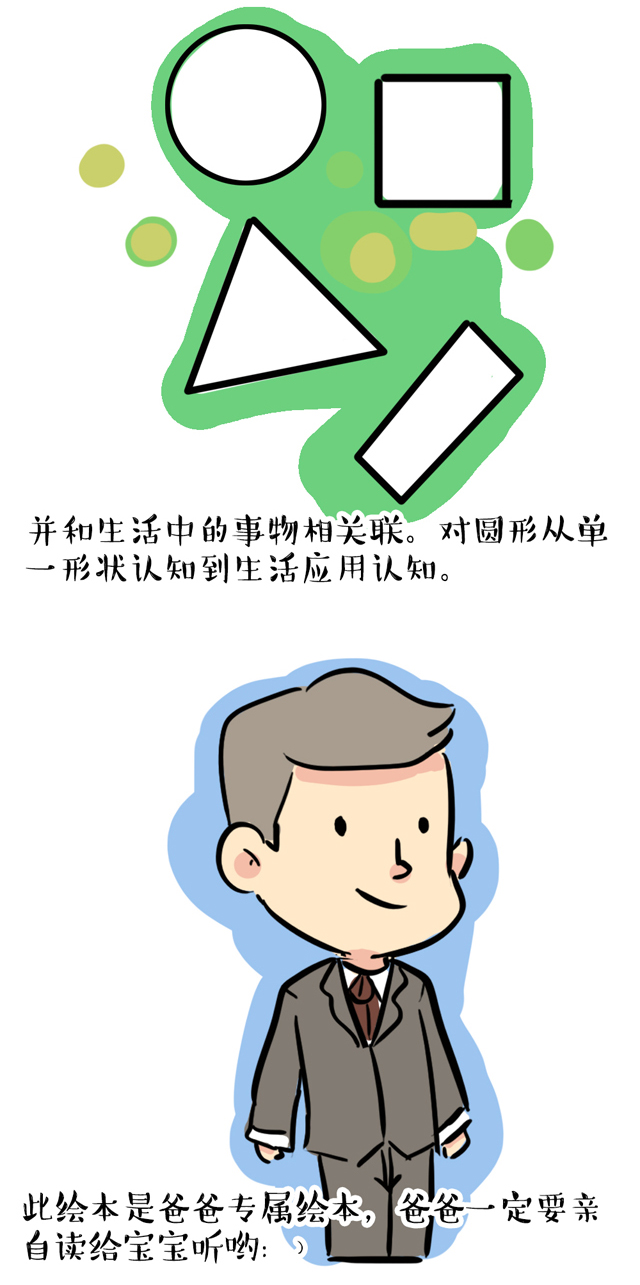 并和生活中的事物相关联。对圆形从单
一形状认知到生活应用认知。
此绘本是爸爸专属绘本，爸爸一定要亲
自读给宝宝听哟：）